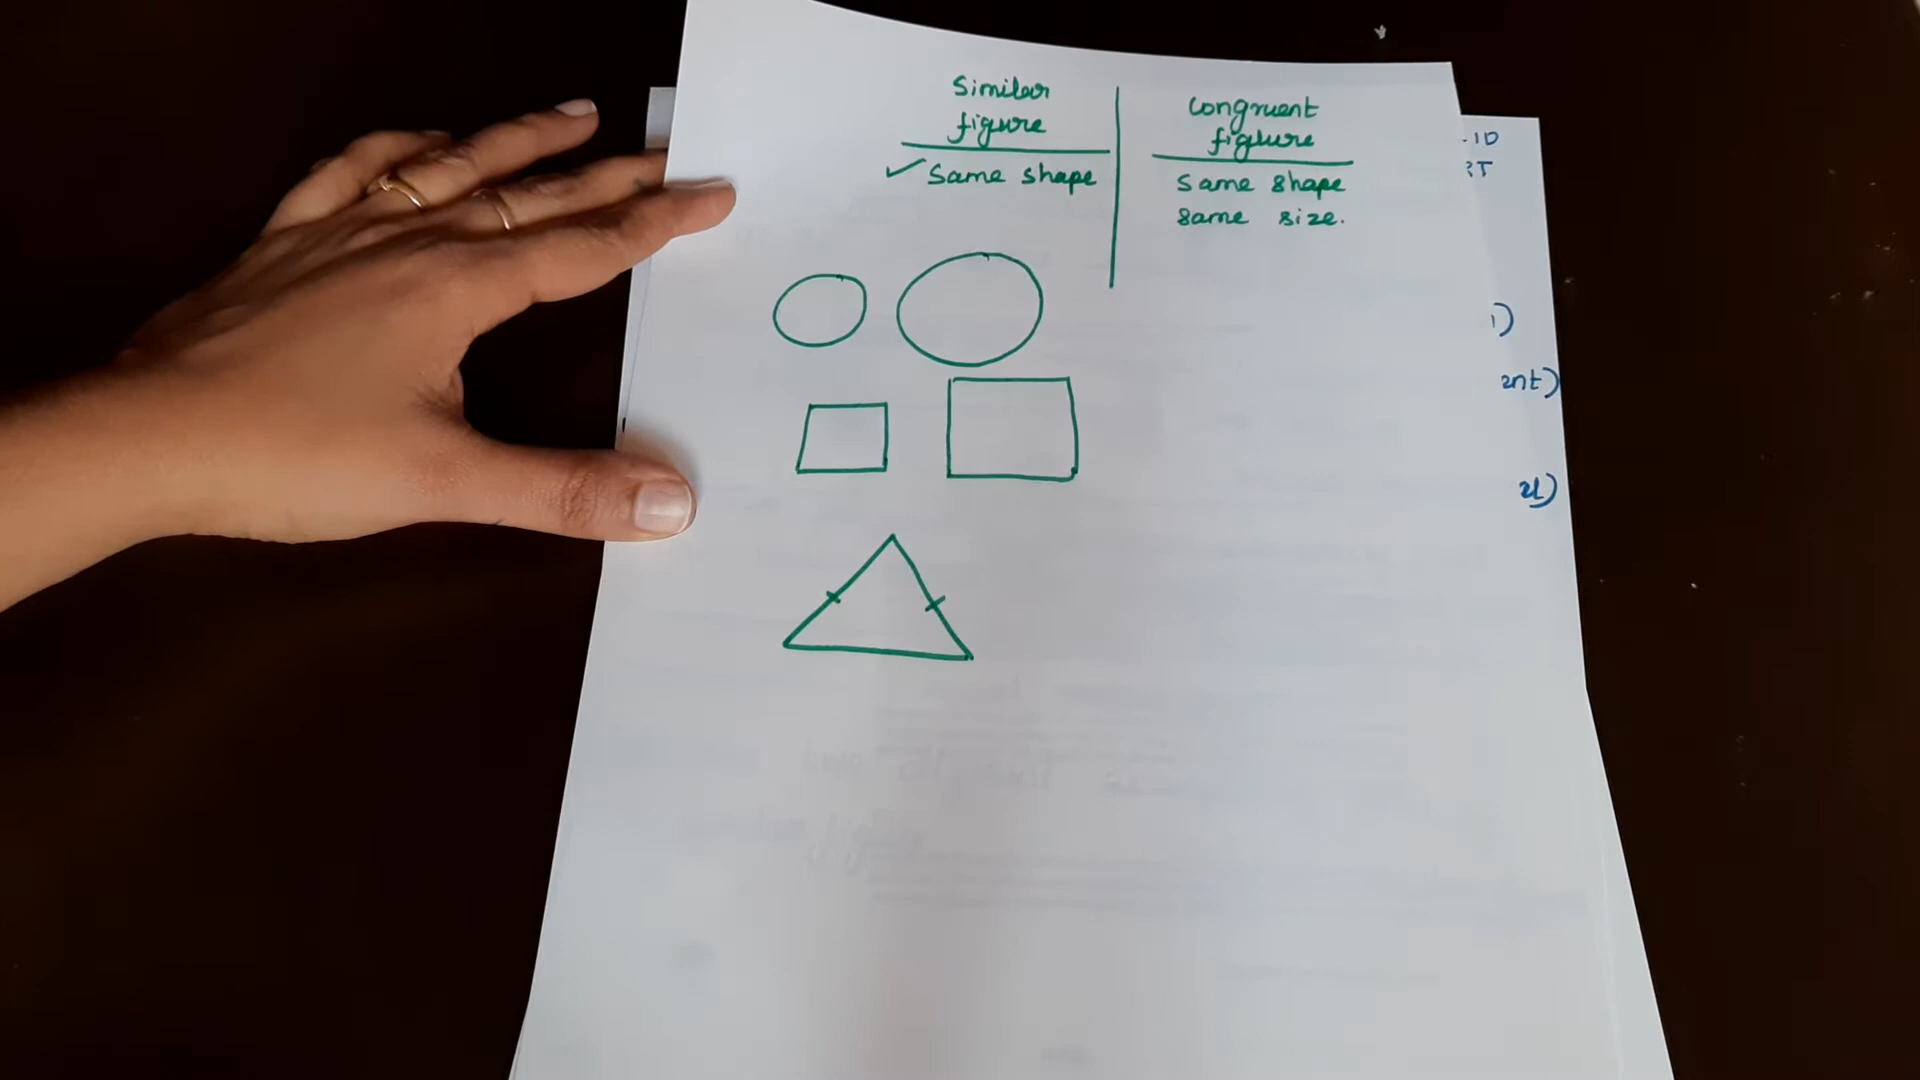 Similar
figure
✓ Same shape
Congruent
figure
Same shape
same size.